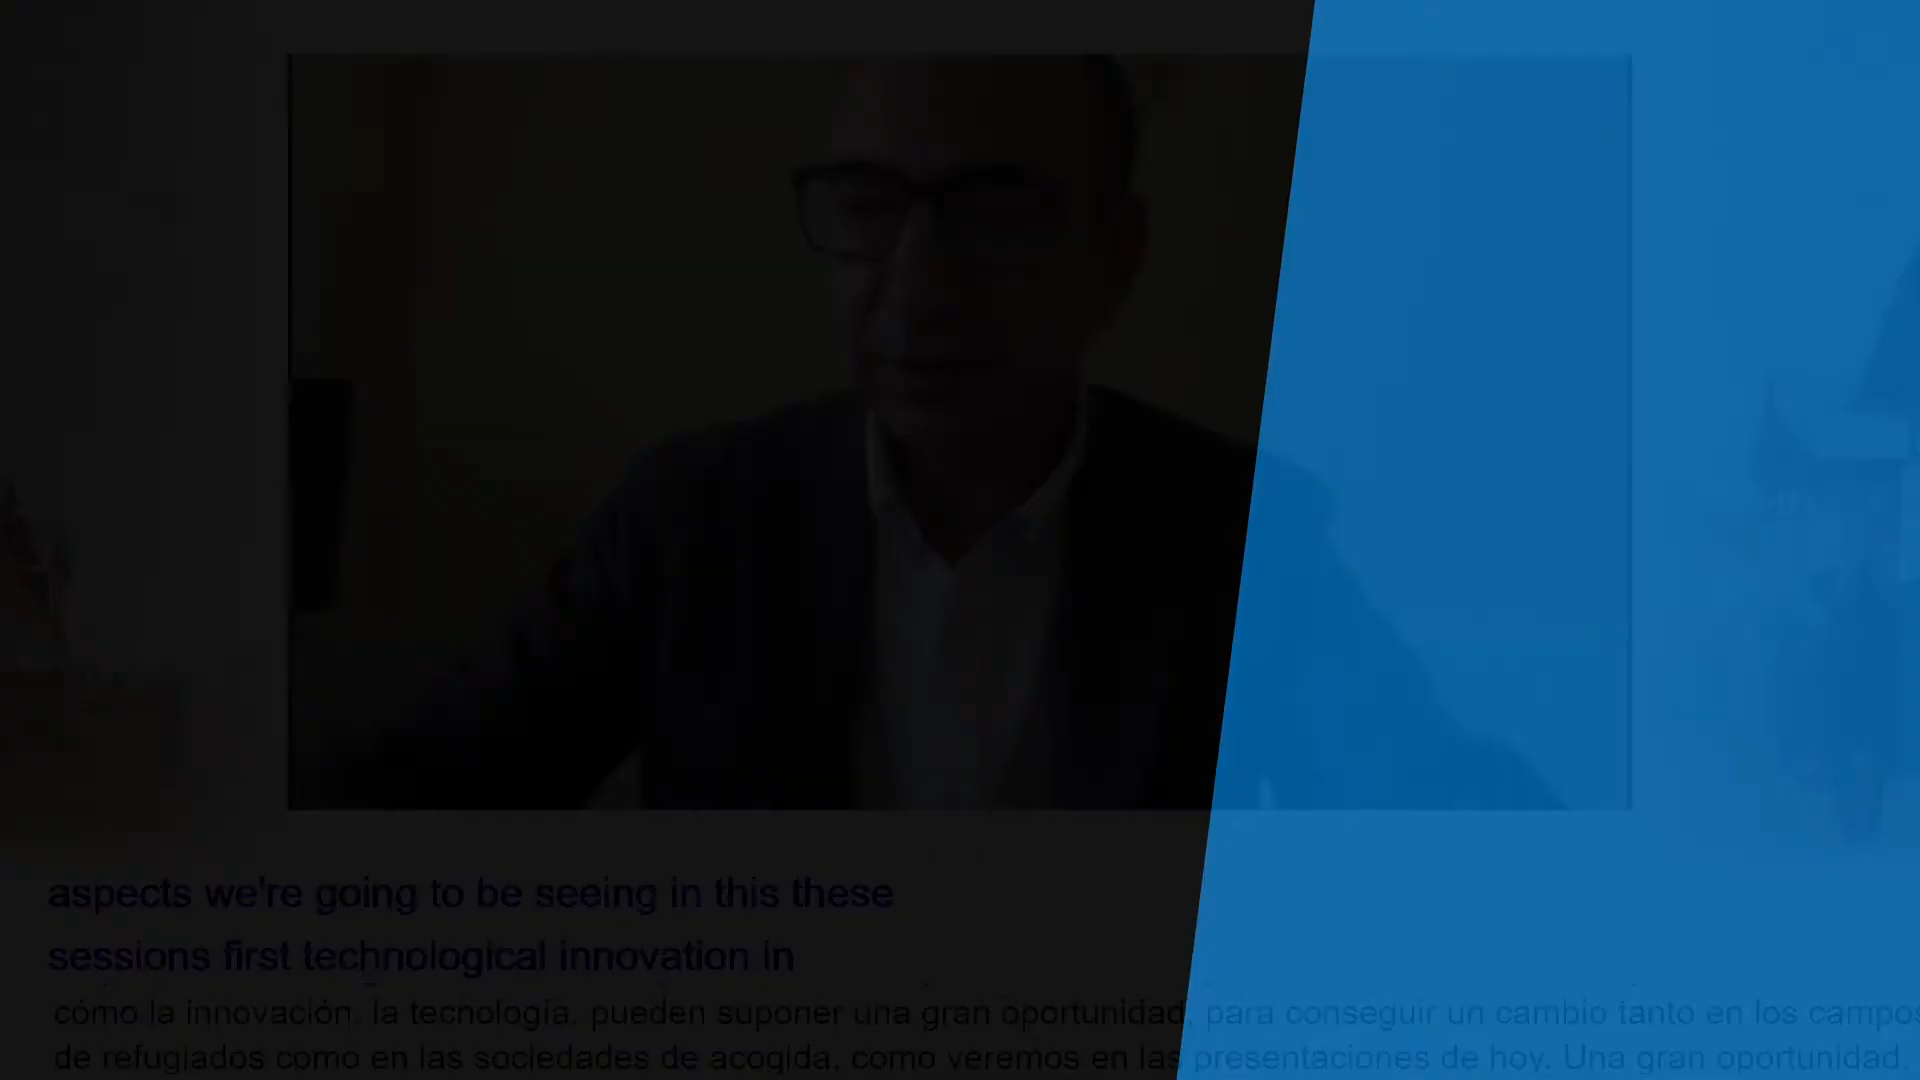 aspects we're going to be seeing in this these
sessions first technological innovation in
cómo la innovación, la tecnología, pueden suponer una gran oportunidad, para conseguir un cambio tanto en los campos
de refugiados como en las sociedades de acogida, como veremos en las presentaciones de hoy. Una gran oportunidad,